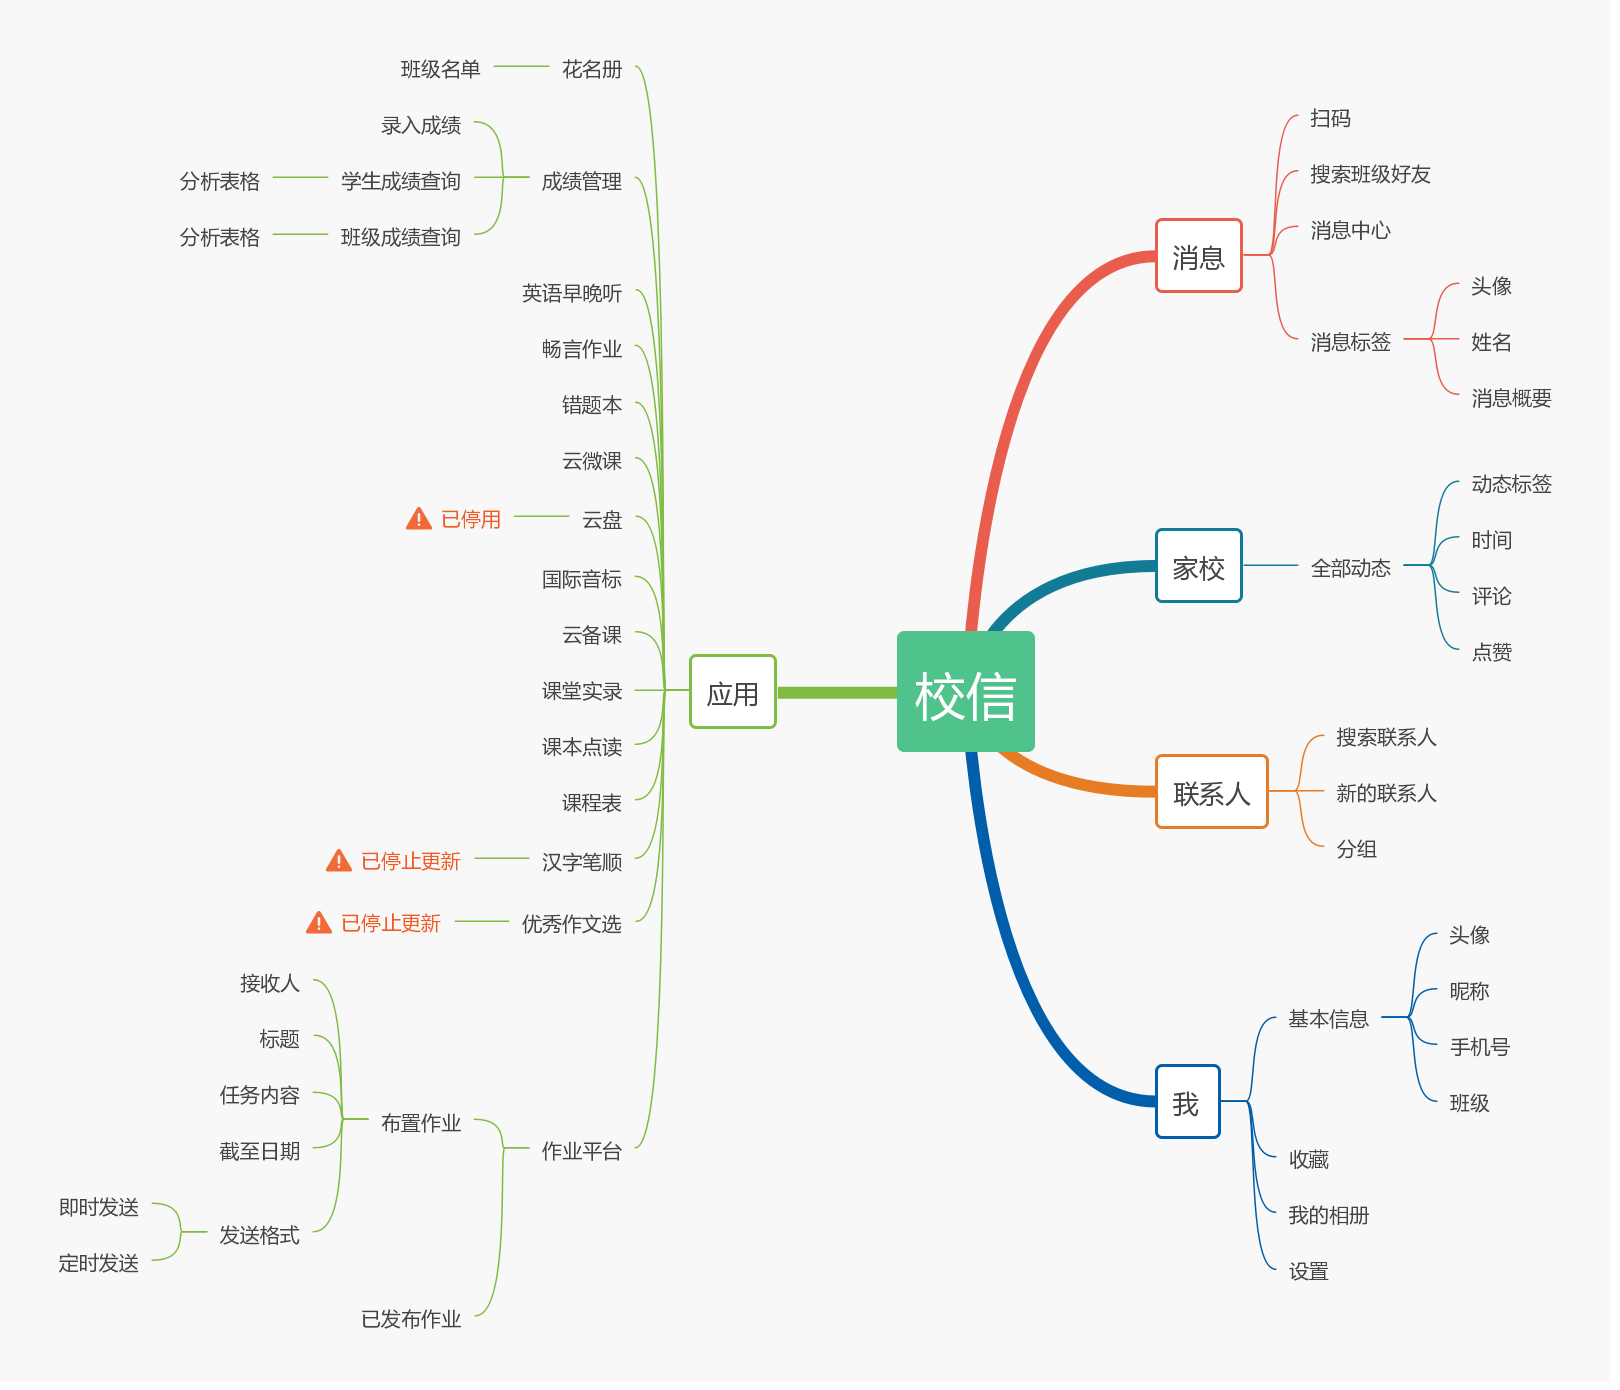 校信
消息
扫码
搜索班级好友
消息中心
消息标签
头像
姓名
消息概要
家校
全部动态
动态标签
时间
评论
点赞
联系人
搜索联系人
新的联系人
分组
我
基本信息
头像
昵称
手机号
班级
收藏
我的相册
设置
应用
花名册
班级名单
成绩管理
录入成绩
学生成绩查询
分析表格
班级成绩查询
分析表格
英语早晚听
畅言作业
错题本
云微课
云盘
已停用
国际音标
云备课
课堂实录
课本点读
课程表
汉字笔顺
已停止更新
优秀作文选
已停止更新
作业平台
布置作业
接收人
标题
任务内容
截至日期
发送格式
即时发送
定时发送
已发布作业